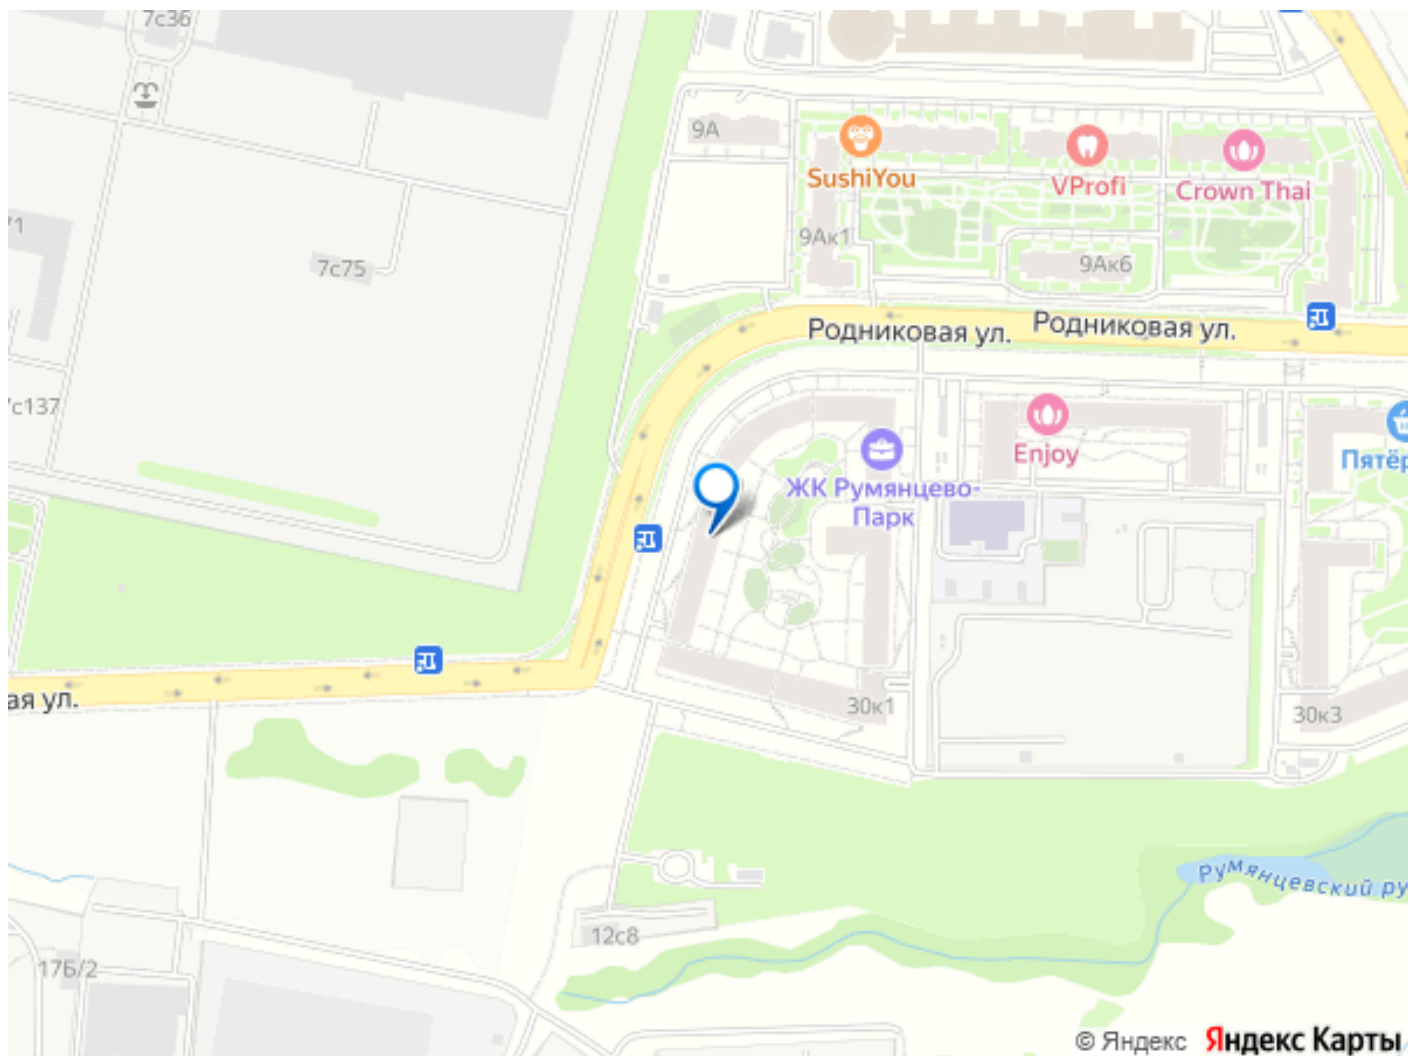 7с36
9А
SushiYou
VProfi
Crown Thai
9Ак1
9Ак6
7с75
Родниковая ул.
Родниковая ул.
с137
Enjoy
ЖК Румянцево-
Парк
Пятёр
ая ул.
30к1
30к3
Румянцевский ру
12с8
17Б/2
© Яндекс Яндекс Карты